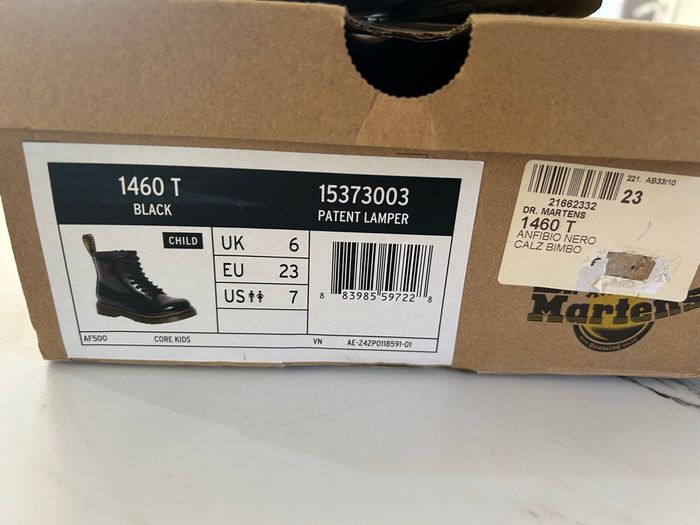 1460 T
BLACK
15373003
PATENT LAMPER
CHILD
UK 6
EU 23
US 7
8 83985 59722 8
AF500
CORE KIDS
VN
AE-242P0118591-01
221. AB33/10
21662332
23
DR. MARTENS
1460 T
ANFIBIO NERO
CALZ BIMBO
Martens